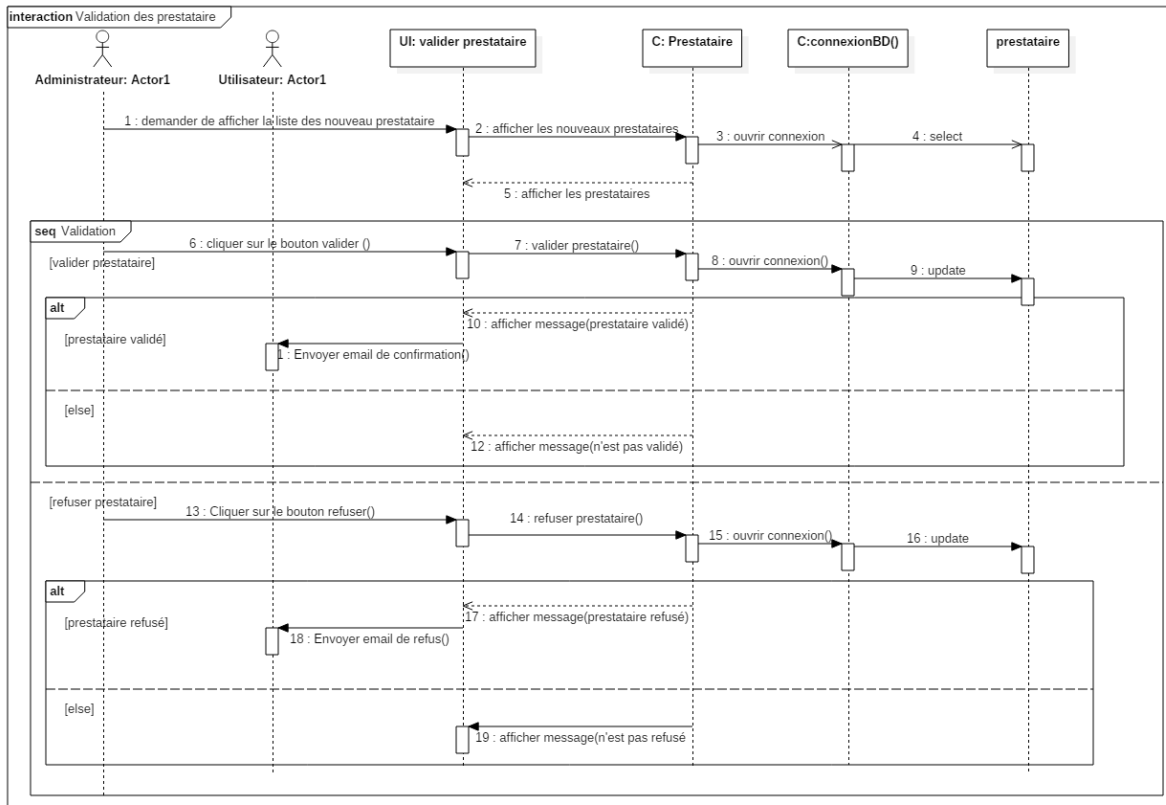 interaction Validation des prestataire
Administrateur: Actor1
Utilisateur: Actor1
UI: valider prestataire
C: Prestataire
C:connexionBD()
prestataire
1 : demander de afficher la liste des nouveau prestataire
2 : afficher les nouveaux prestataires
3 : ouvrir connexion
4 : select
5 : afficher les prestataires
seq Validation
6 : cliquer sur le bouton valider ()
7 : valider prestataire()
8 : ouvrir connexion()
9 : update
[valider prestataire]
alt
10 : afficher message(prestataire validé)
[prestataire validé]
1 : Envoyer email de confirmation()
[else]
12 : afficher message(n'est pas validé)
[refuser prestataire]
13 : Cliquer sur le bouton refuser()
14 : refuser prestataire()
15 : ouvrir connexion()
16 : update
alt
17 : afficher message(prestataire refusé)
[prestataire refusé]
18 : Envoyer email de refus()
[else]
19 : afficher message(n'est pas refusé